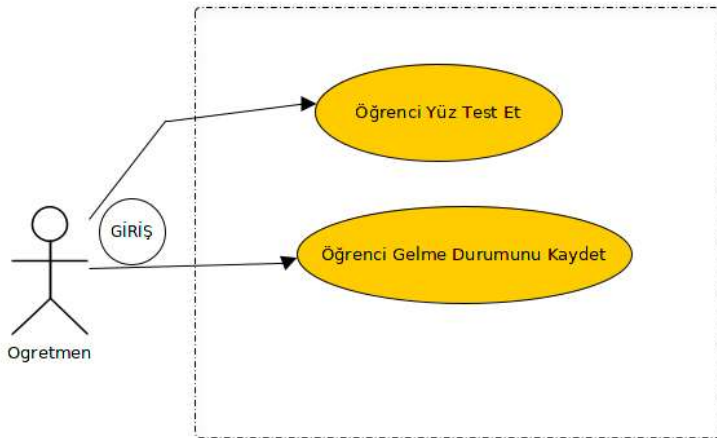 Öğrenci Yüz Test Et
GİRİŞ
Öğrenci Gelme Durumunu Kaydet
Ogretmen